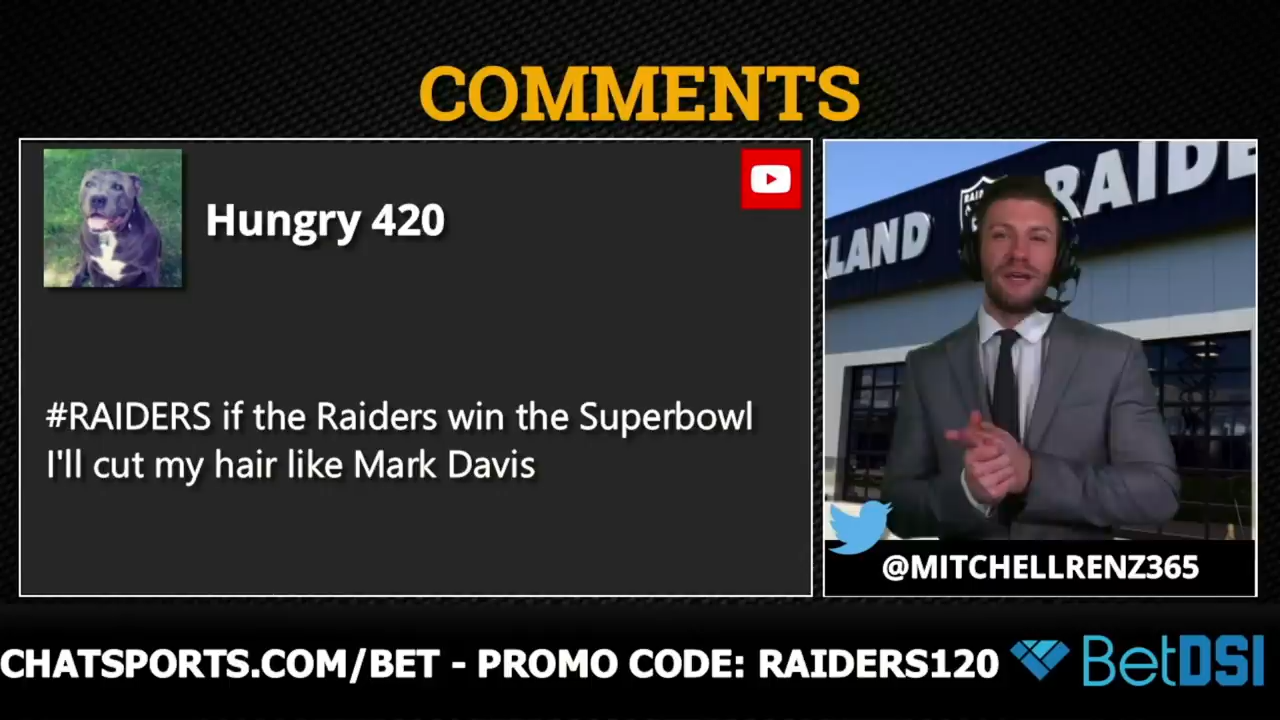 COMMENTS
Hungry 420
#RAIDERS if the Raiders win the Superbowl
I'll cut my hair like Mark Davis
LAND
RAIDE
@MITCHELLRENZ365
CHATSPORTS.COM/BET - PROMO CODE: RAIDERS120
BetDSI